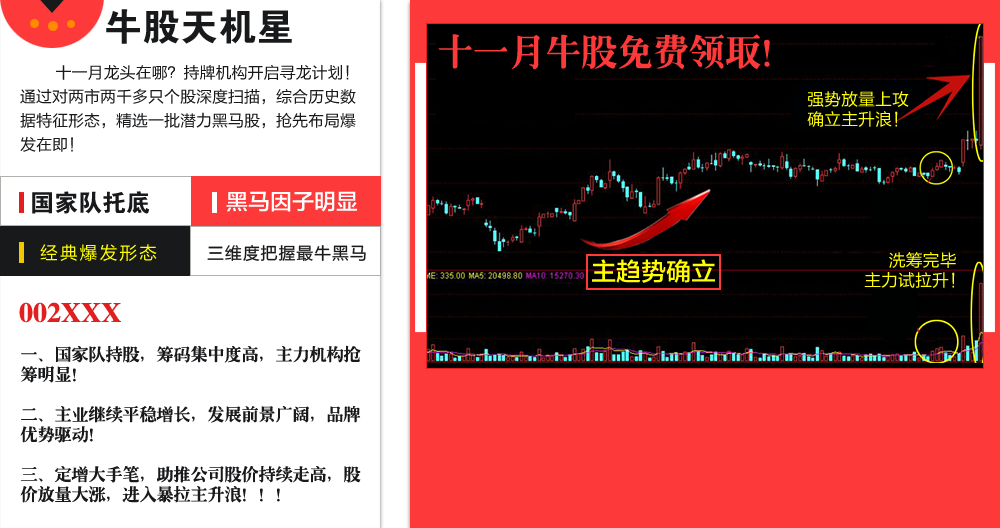 牛股天机星
十一月龙头在哪？持牌机构开启寻龙计划！
通过对两市两千多只个股深度扫描，综合历史数
据特征形态，精选一批潜力黑马股，抢先布局爆
发在即！
国家队托底
黑马因子明显
经典爆发形态
三维度把握最牛黑马
002XXX
一、国家队持股，筹码集中度高，主力机构抢
筹明显！
二、主业继续平稳增长，发展前景广阔，品牌
优势驱动！
三、定增大手笔，助推公司股价持续走高，股
价放量大涨，进入暴拉主升浪！！！
十一月牛股免费领取！
强势放量上攻
确立主升浪！
主趋势确立
ME: 335.00 MA5: 20498.80 MA10: 15270.30
洗筹完毕
主力试拉升！